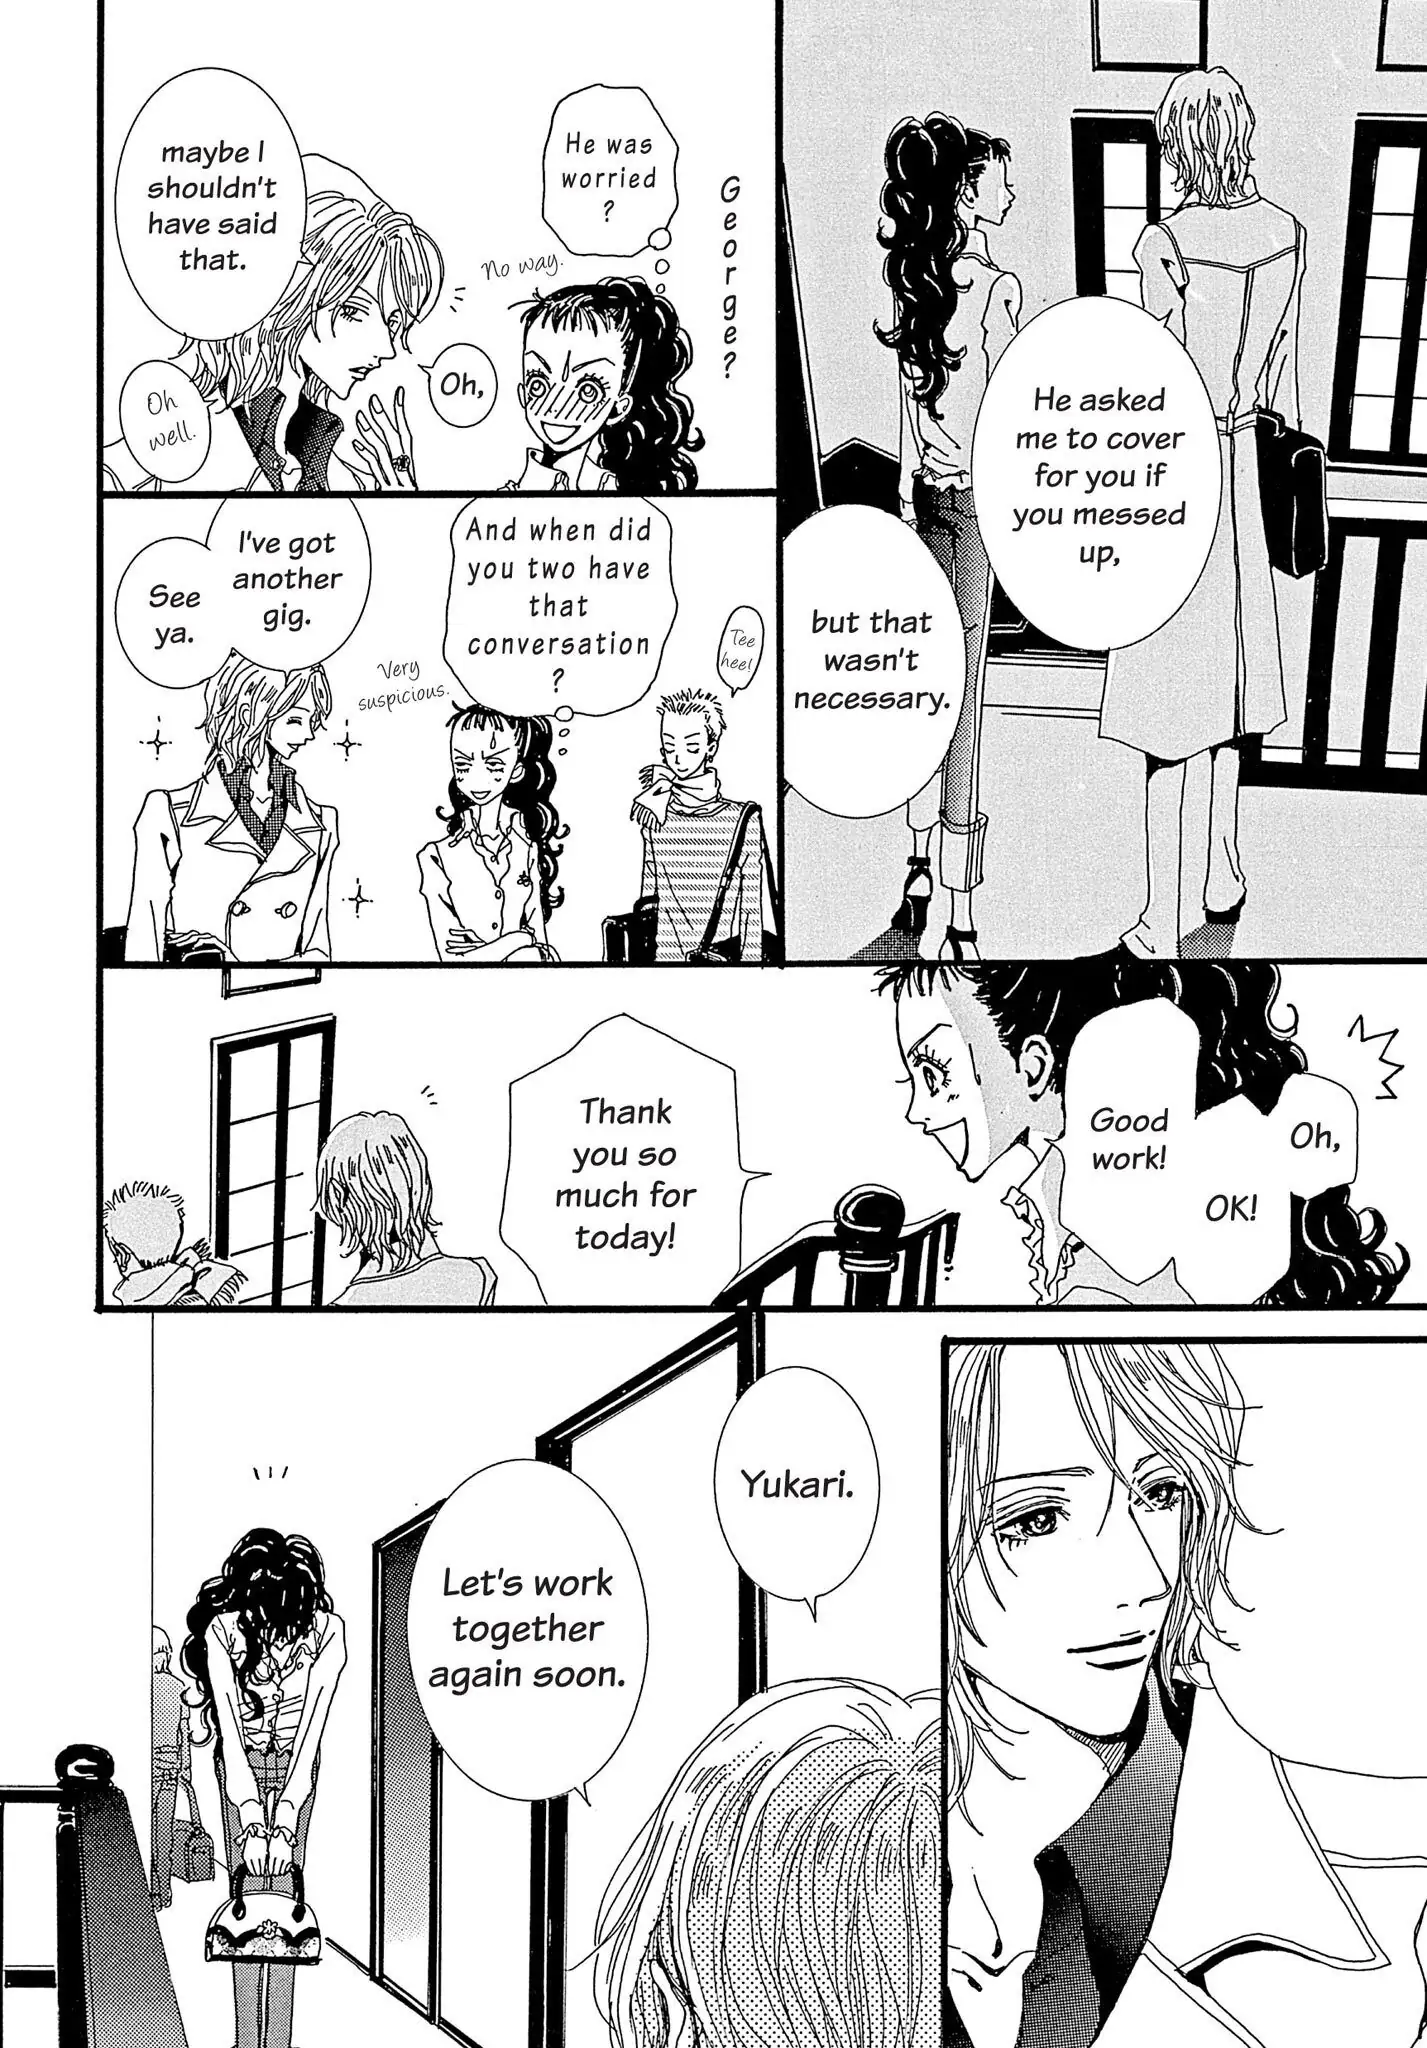 He asked
me to cover
for you if
you messed
up,
but that
wasn't
necessary.
George?
He was
worried
?
No way.
Oh,
maybe I
shouldn't
have said
that.
Oh
well.
Tee
hee!
And when did
you two have
that
conversation
?
Very
suspicious.
I've got
another
gig.
See
ya.
Oh,
OK!
Good
work!
Thank
you so
much for
today!
Yukari.
Let's work
together
again soon.